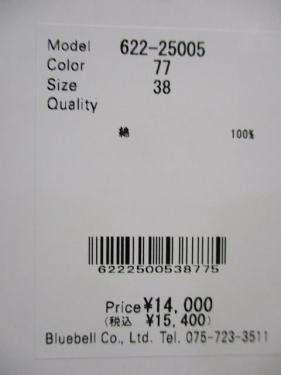 Model 622-25005
Color 77
Size 38
Quality
綿 100%
6222500538775
Price ¥14,000
(税込 ¥15,400)
Bluebell Co., Ltd. Tel. 075-723-3511